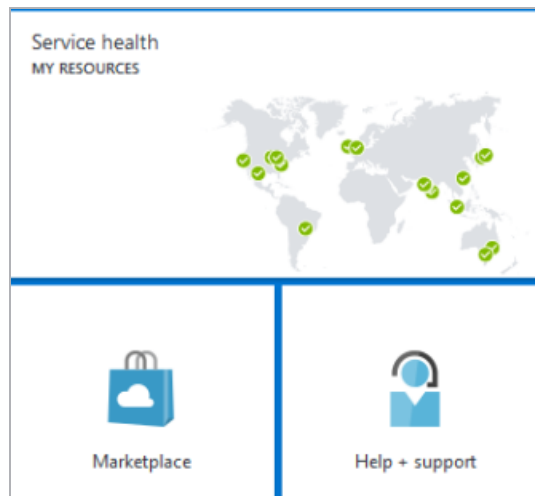 Service health
MY RESOURCES
Marketplace
Help + support